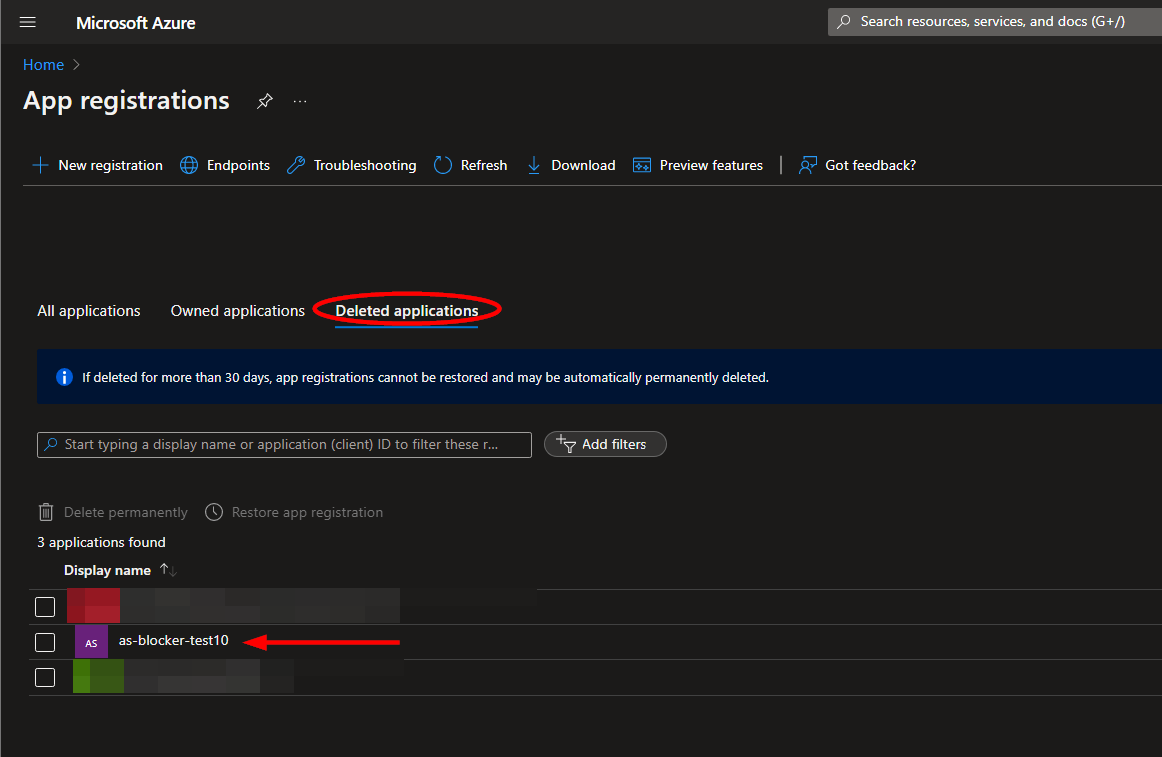 Microsoft Azure
Search resources, services, and docs (G+/)
Home
App registrations
New registration
Endpoints
Troubleshooting
Refresh
Download
Preview features
Got feedback?
All applications
Owned applications
Deleted applications
If deleted for more than 30 days, app registrations cannot be restored and may be automatically permanently deleted.
Start typing a display name or application (client) ID to filter these r...
Add filters
Delete permanently
Restore app registration
3 applications found
Display name
AS
as-blocker-test10